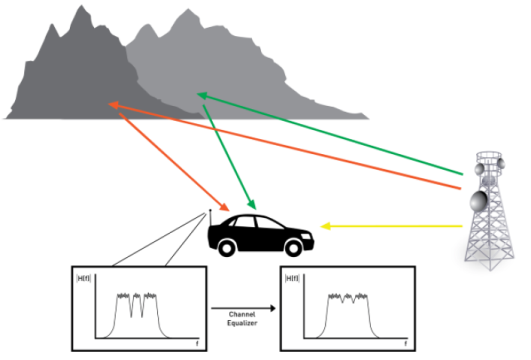 |H(f)|
f
Channel
Equalizer
|H(f)|
f